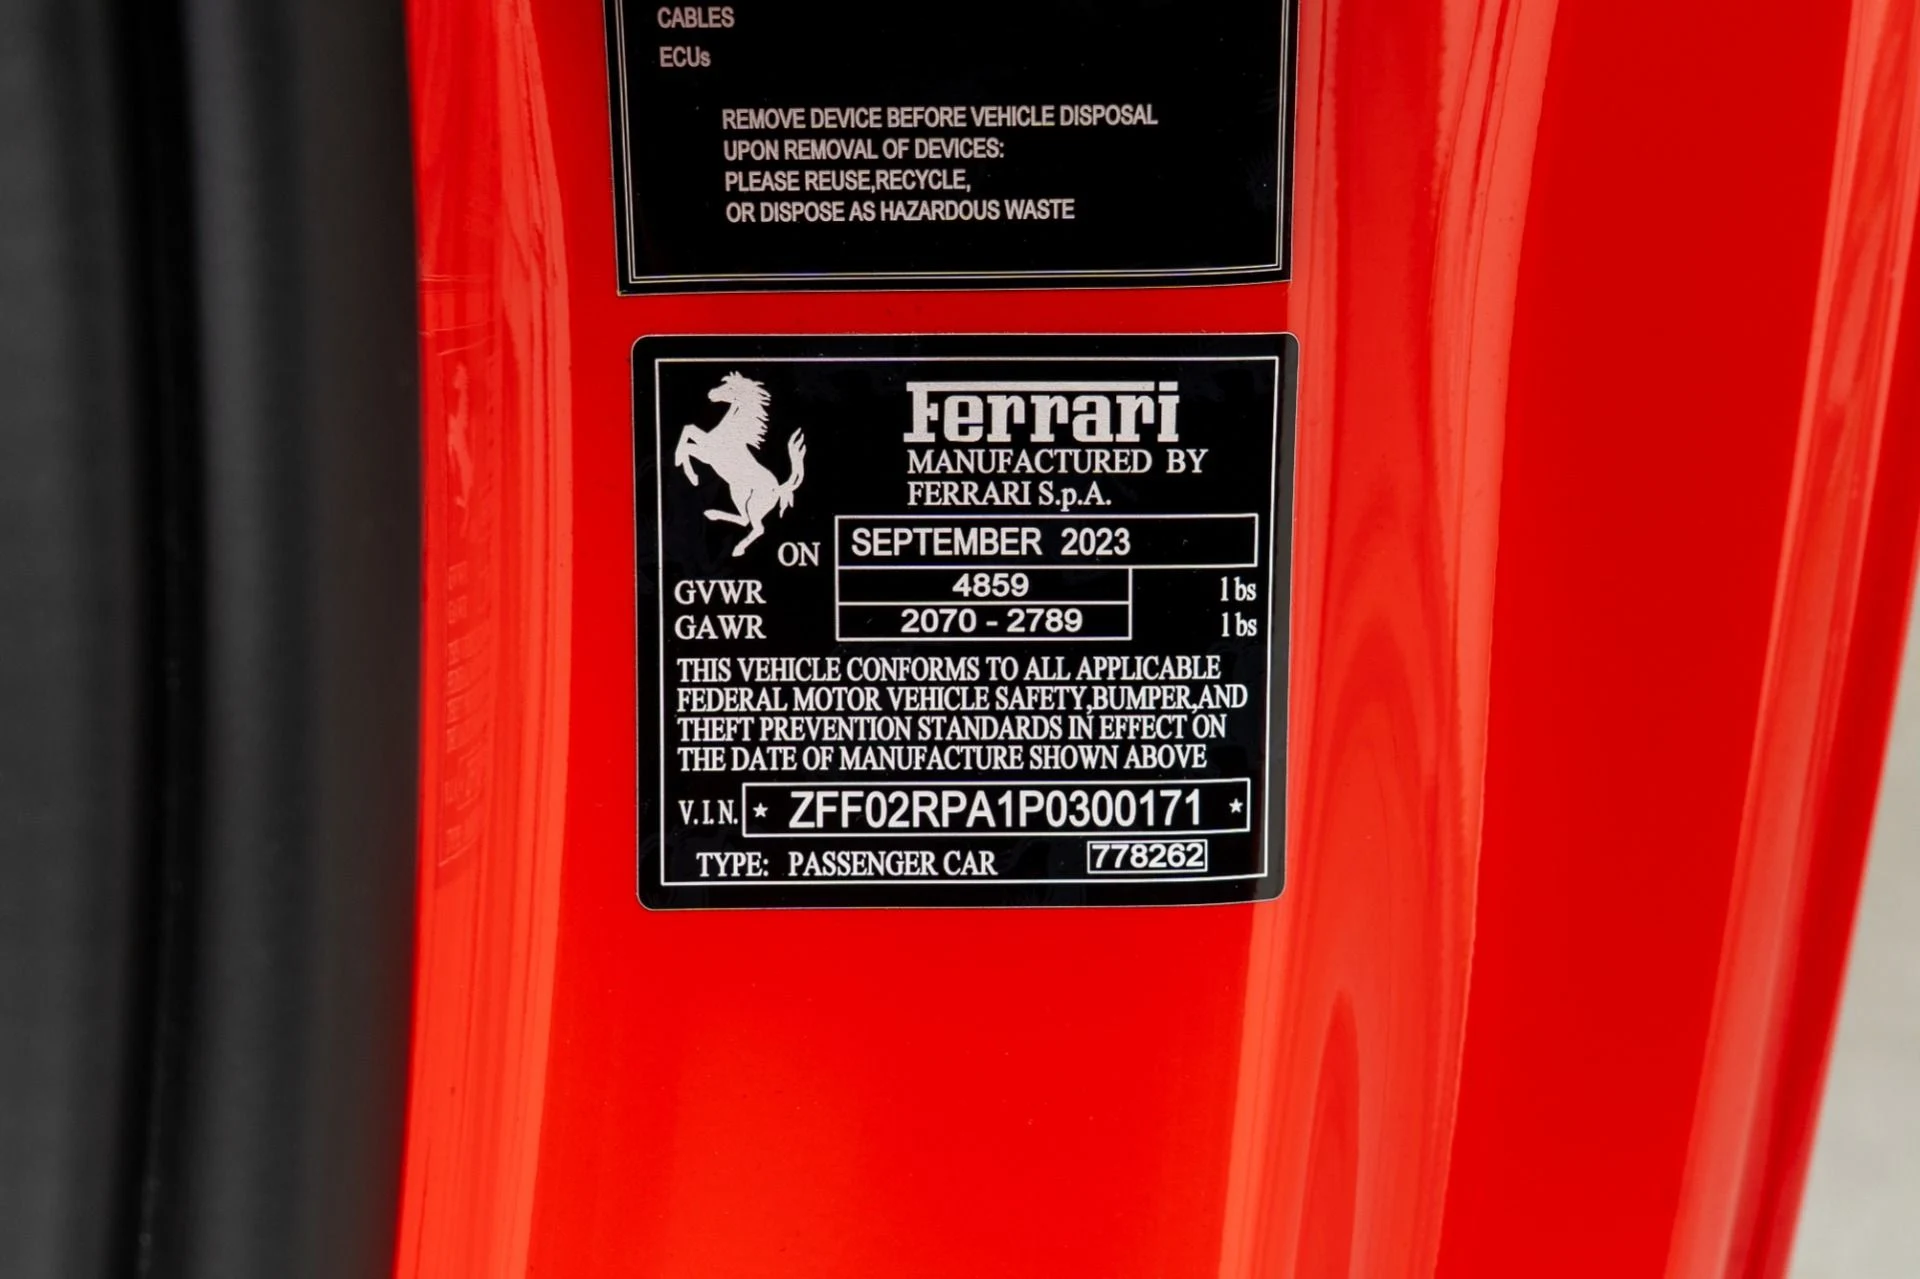 CABLES
ECUs
REMOVE DEVICE BEFORE VEHICLE DISPOSAL
UPON REMOVAL OF DEVICES:
PLEASE REUSE,RECYCLE,
OR DISPOSE AS HAZARDOUS WASTE
Ferrari
MANUFACTURED BY
FERRARI S.p.A.
ON SEPTEMBER 2023
GVWR 4859 lbs
GAWR 2070 - 2789 lbs
THIS VEHICLE CONFORMS TO ALL APPLICABLE
FEDERAL MOTOR VEHICLE SAFETY,BUMPER,AND
THEFT PREVENTION STANDARDS IN EFFECT ON
THE DATE OF MANUFACTURE SHOWN ABOVE
V.I.N. * ZFF02RPA1P0300171 *
TYPE: PASSENGER CAR 778262